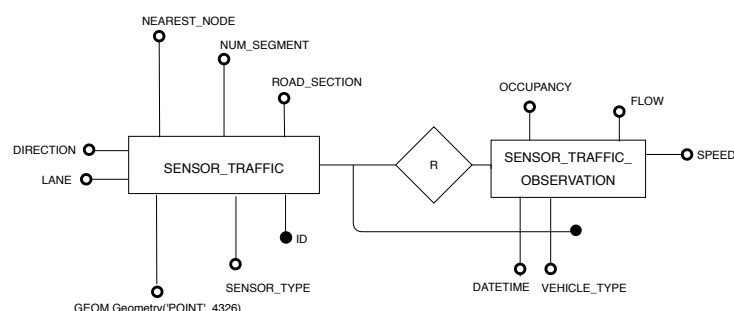 NEAREST_NODE
NUM_SEGMENT
ROAD_SECTION
OCCUPANCY
FLOW
DIRECTION
SENSOR_TRAFFIC
R
SENSOR_TRAFFIC_
OBSERVATION
SPEED
LANE
ID
SENSOR_TYPE
DATETIME
VEHICLE_TYPE
GEOM Geometry('POINT', 4326)